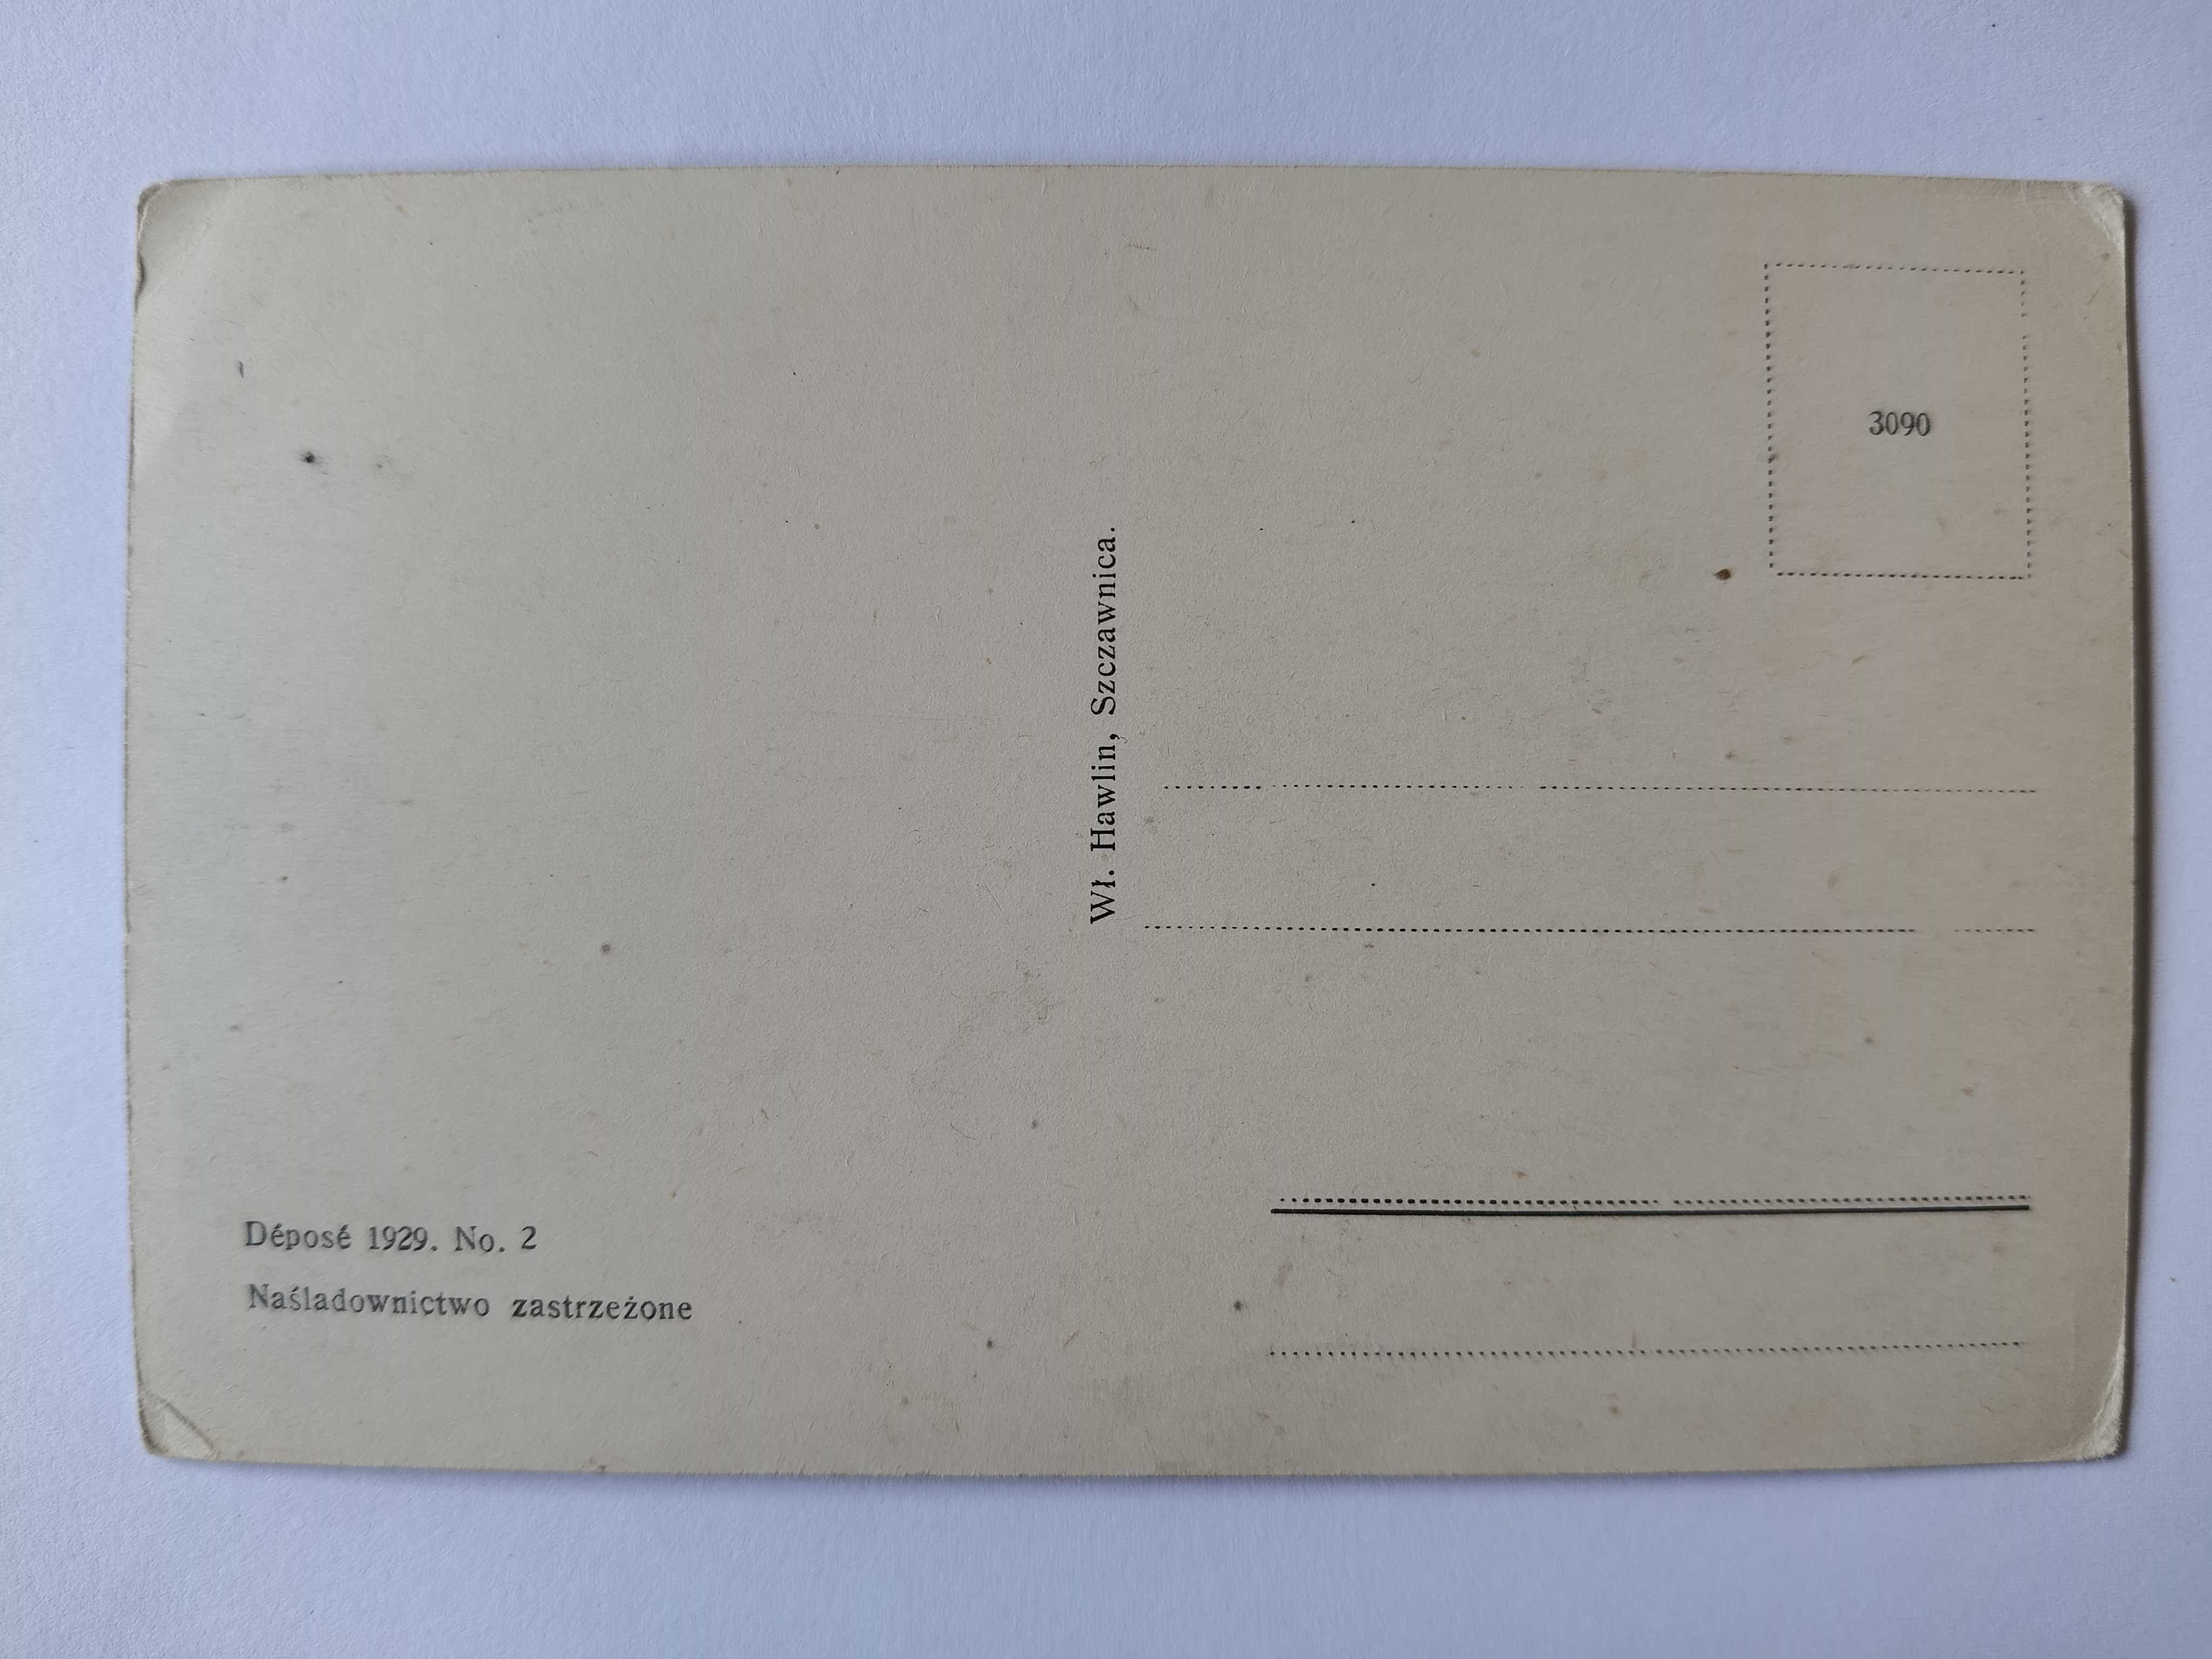 3090
Wł. Hawlin, Szczawnica.
Déposé 1929. No. 2
Naśladownictwo zastrzeżone